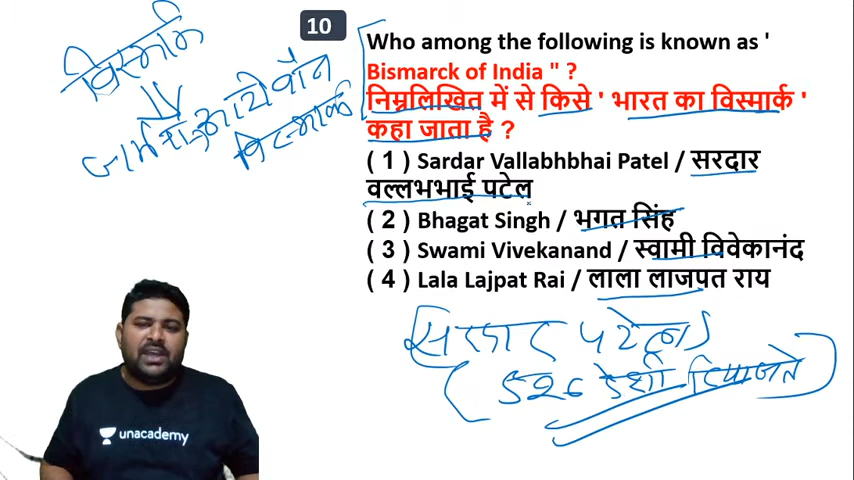 10
Who among the following is known as '
Bismarck of India " ?
निम्नलिखित में से किसे ' भारत का विस्मार्क '
कहा जाता है ?
( 1 ) Sardar Vallabhbhai Patel / सरदार
वल्लभभाई पटेल
( 2 ) Bhagat Singh / भगत सिंह
( 3 ) Swami Vivekanand / स्वामी विवेकानंद
( 4 ) Lala Lajpat Rai / लाला लाजपत राय
विस्मार्क
पटेल
526 देशी
unacademy